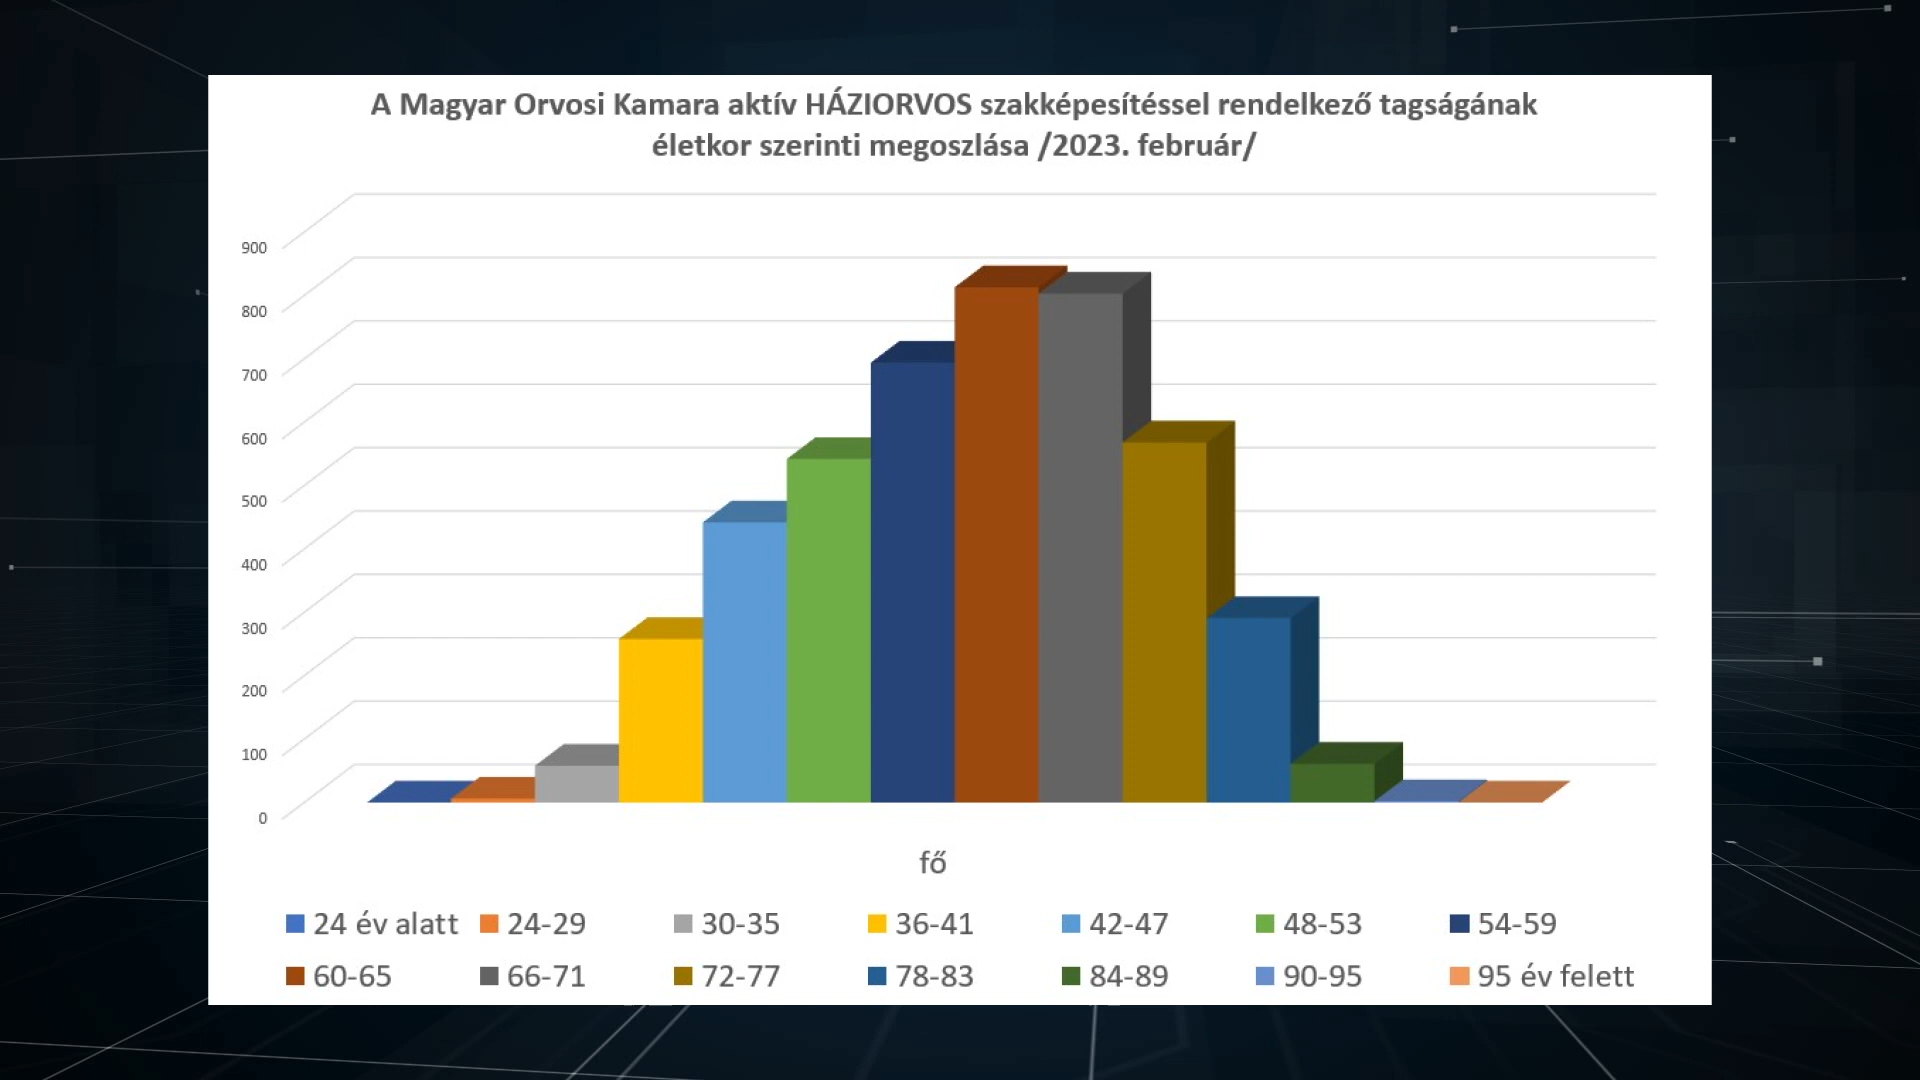 A Magyar Orvosi Kamara aktív HÁZIORVOS szakképesítéssel rendelkező tagságának
életkor szerinti megoszlása /2023. február/
900
800
700
600
500
400
300
200
100
0
fő
24 év alatt 24-29 30-35 36-41 42-47 48-53 54-59
60-65 66-71 72-77 78-83 84-89 90-95 95 év felett